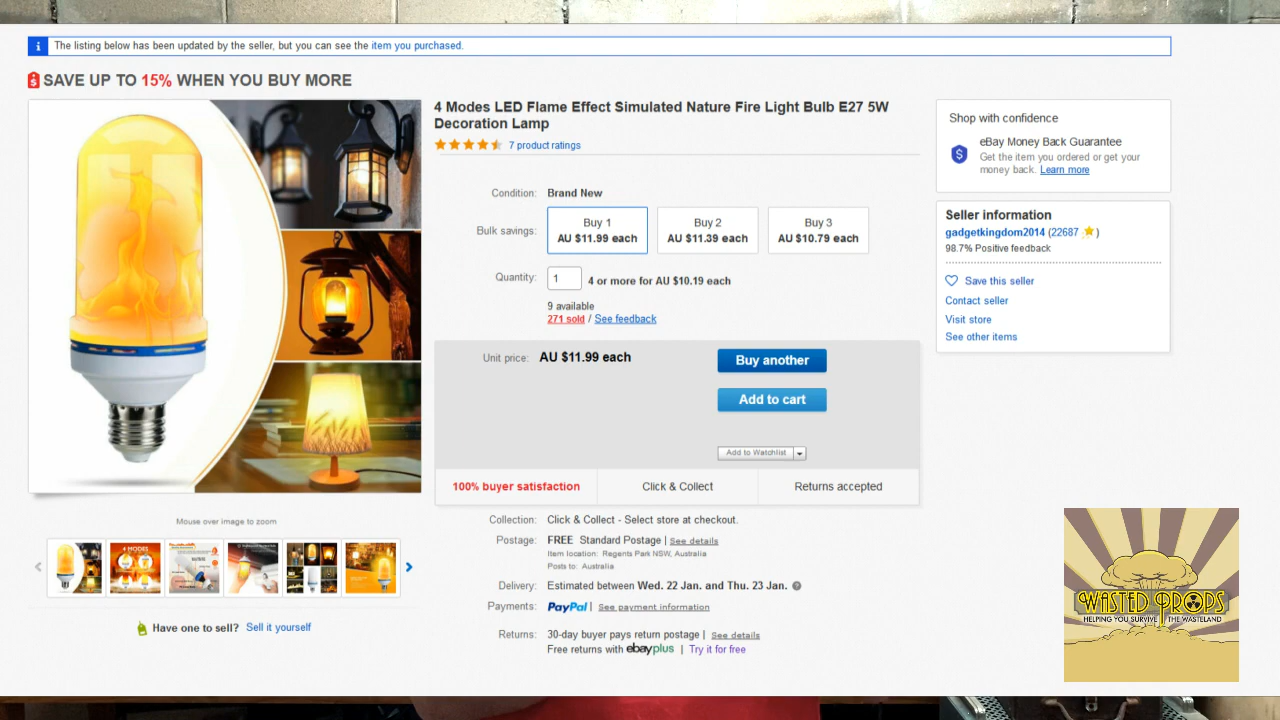 The listing below has been updated by the seller, but you can see the item you purchased.
SAVE UP TO 15% WHEN YOU BUY MORE
4 Modes LED Flame Effect Simulated Nature Fire Light Bulb E27 5W
Decoration Lamp
7 product ratings
Condition: Brand New
Bulk savings:
Buy 1
AU $11.99 each
Buy 2
AU $11.39 each
Buy 3
AU $10.79 each
Quantity: 1 4 or more for AU $10.19 each
9 available
271 sold / See feedback
Unit price: AU $11.99 each
Buy another
Add to cart
Add to Watchlist
100% buyer satisfaction
Click & Collect
Returns accepted
Collection: Click & Collect - Select store at checkout.
Postage: FREE Standard Postage | See details
Item location: Regents Park NSW, Australia
Posts to: Australia
Delivery: Estimated between Wed. 22 Jan. and Thu. 23 Jan. ?
Payments: PayPal | See payment information
Returns: 30-day buyer pays return postage | See details
Free returns with ebayplus | Try it for free
Shop with confidence
eBay Money Back Guarantee
Get the item you ordered or get your
money back. Learn more
Seller information
gadgetkingdom2014 (22687)
98.7% Positive feedback
Save this seller
Contact seller
Visit store
See other items
Mouse over image to zoom
4 MODES
Have one to sell? Sell it yourself
WASTED PROPS
HELPING YOU SURVIVE THE WASTELAND